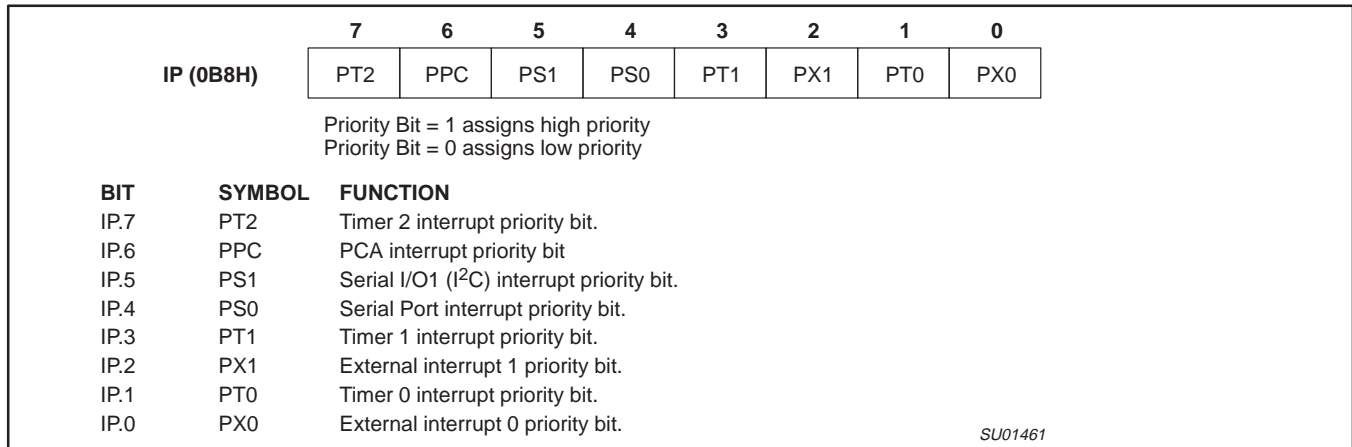 7 6 5 4 3 2 1 0
IP (0B8H) PT2 PPC PS1 PS0 PT1 PX1 PT0 PX0
Priority Bit = 1 assigns high priority
Priority Bit = 0 assigns low priority
BIT SYMBOL FUNCTION
IP.7 PT2 Timer 2 interrupt priority bit.
IP.6 PPC PCA interrupt priority bit
IP.5 PS1 Serial I/O1 (I²C) interrupt priority bit.
IP.4 PS0 Serial Port interrupt priority bit.
IP.3 PT1 Timer 1 interrupt priority bit.
IP.2 PX1 External interrupt 1 priority bit.
IP.1 PT0 Timer 0 interrupt priority bit.
IP.0 PX0 External interrupt 0 priority bit.
SU01461